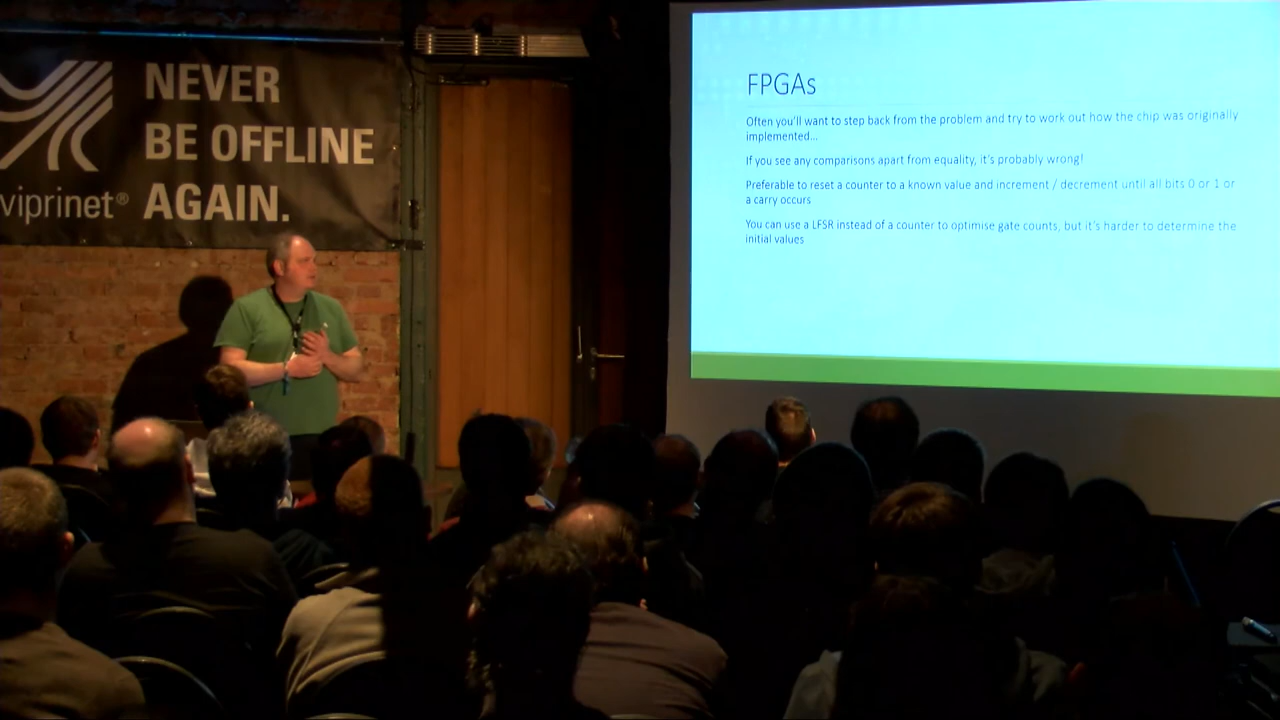 NEVER
BE OFFLINE
AGAIN.
viprinet®
FPGAs
Often you'll want to step back from the problem and try to work out how the chip was originally
implemented...
If you see any comparisons apart from equality, it's probably wrong!
Preferable to reset a counter to a known value and increment / decrement until all bits 0 or 1 or
a carry occurs
You can use a LFSR instead of a counter to optimise gate counts, but it's harder to determine the
initial values